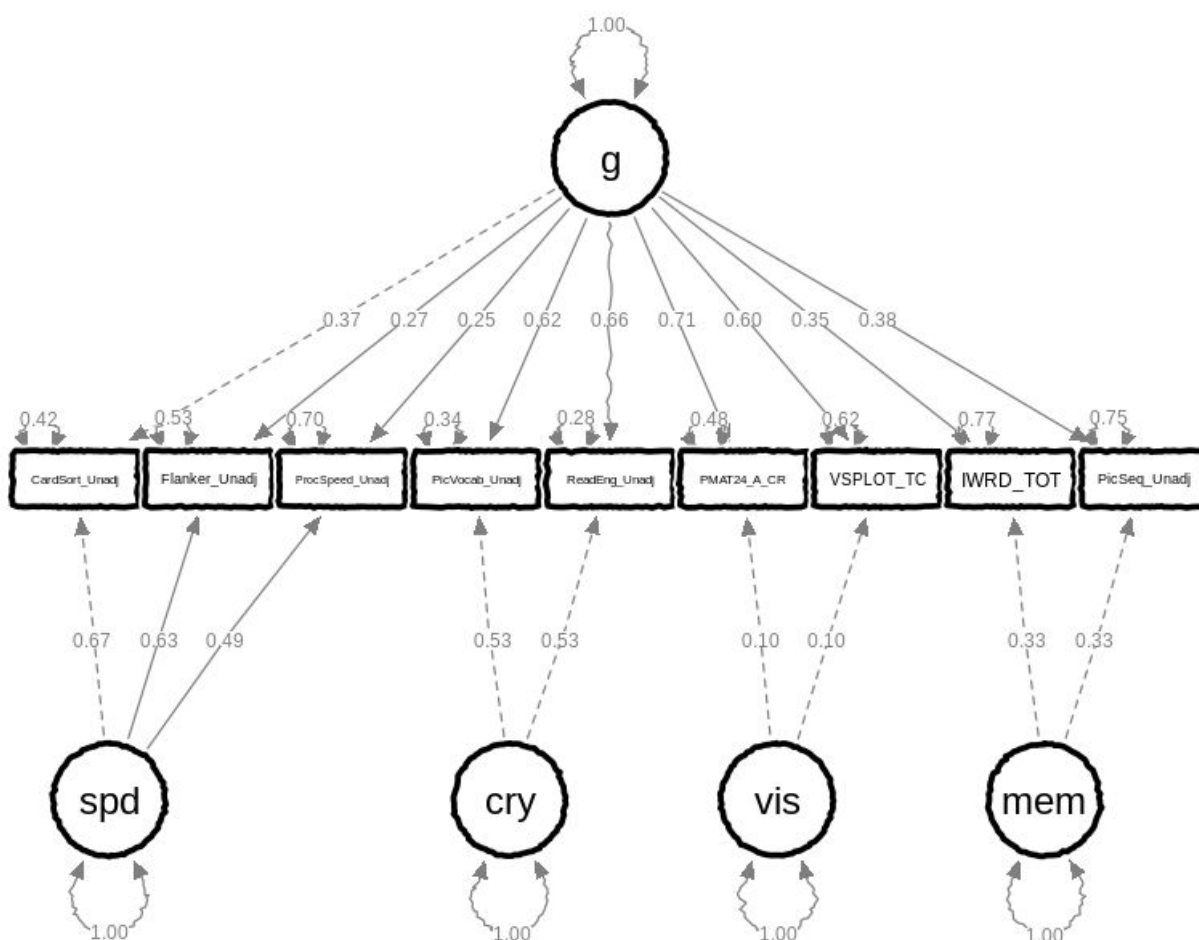 1.00
g
0.37 0.27 0.25 0.62 0.66 0.71 0.60 0.35 0.38
0.42 0.53 0.70 0.34 0.28 0.48 0.62 0.77 0.75
CardSort_Unadj Flanker_Unadj ProcSpeed_Unadj PicVocab_Unadj ReadEng_Unadj PMAT24_A_CR VSPLOT_TC IWRD_TOT PicSeq_Unadj
0.67 0.63 0.49 0.53 0.53 0.10 0.10 0.33 0.33
spd cry vis mem
1.00 1.00 1.00 1.00